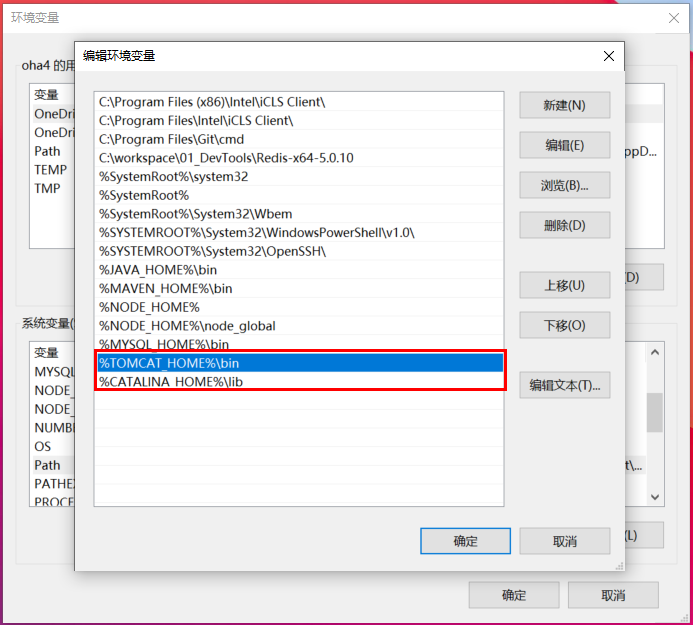 环境变量
oha4 的用
变量
OneDri
OneDri
Path
TEMP
TMP
ppD...
(D)
系统变量(
变量
MYSQL
NODE_
NODE_
NUMBI
OS
Path
PATHEX
PROCE
t\...
(L)
确定
取消
编辑环境变量
C:\Program Files (x86)\Intel\iCLS Client\
C:\Program Files\Intel\iCLS Client\
C:\Program Files\Git\cmd
C:\workspace\01_DevTools\Redis-x64-5.0.10
%SystemRoot%\system32
%SystemRoot%
%SystemRoot%\System32\Wbem
%SYSTEMROOT%\System32\WindowsPowerShell\v1.0\
%SYSTEMROOT%\System32\OpenSSH\
%JAVA_HOME%\bin
%MAVEN_HOME%\bin
%NODE_HOME%
%NODE_HOME%\node_global
%MYSQL_HOME%\bin
%TOMCAT_HOME%\bin
%CATALINA_HOME%\lib
新建(N)
编辑(E)
浏览(B)...
删除(D)
上移(U)
下移(O)
编辑文本(T)...
确定
取消